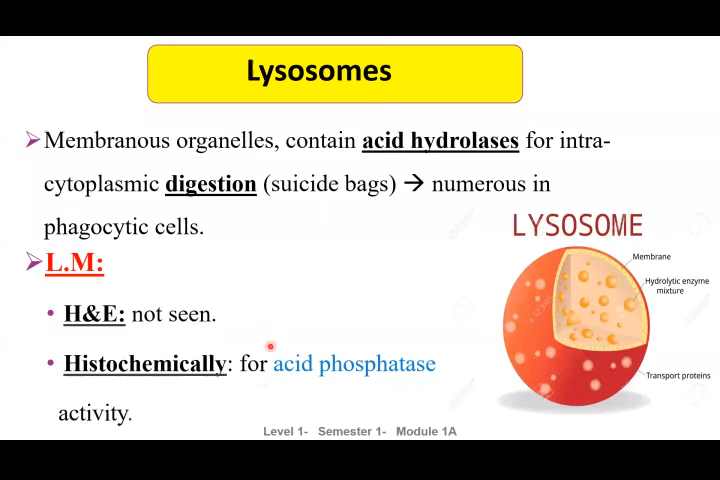 Lysosomes
➢Membranous organelles, contain acid hydrolases for intra-
cytoplasmic digestion (suicide bags) ➔ numerous in
phagocytic cells.
LYSOSOME
➢L.M:
Membrane
Hydrolytic enzyme
mixture
• H&E: not seen.
• Histochemically: for acid phosphatase
Transport proteins
activity.
Level 1- Semester 1- Module 1A